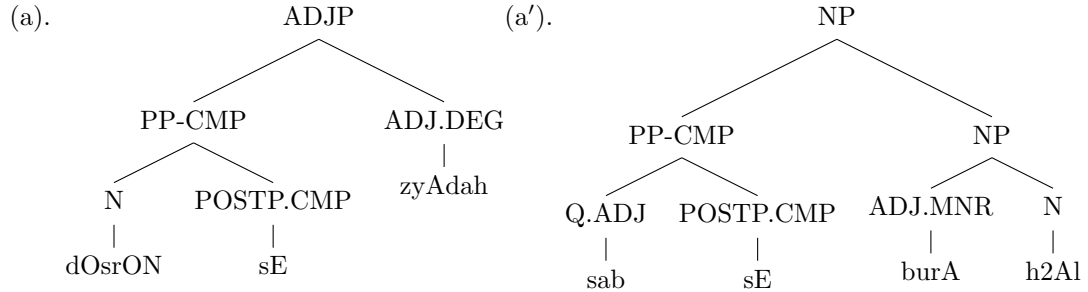 (a). ADJP (a′). NP
PP-CMP ADJ.DEG PP-CMP NP
N POSTP.CMP zyAdah Q.ADJ POSTP.CMP ADJ.MNR N
dOsrON sE sab sE burA h2Al